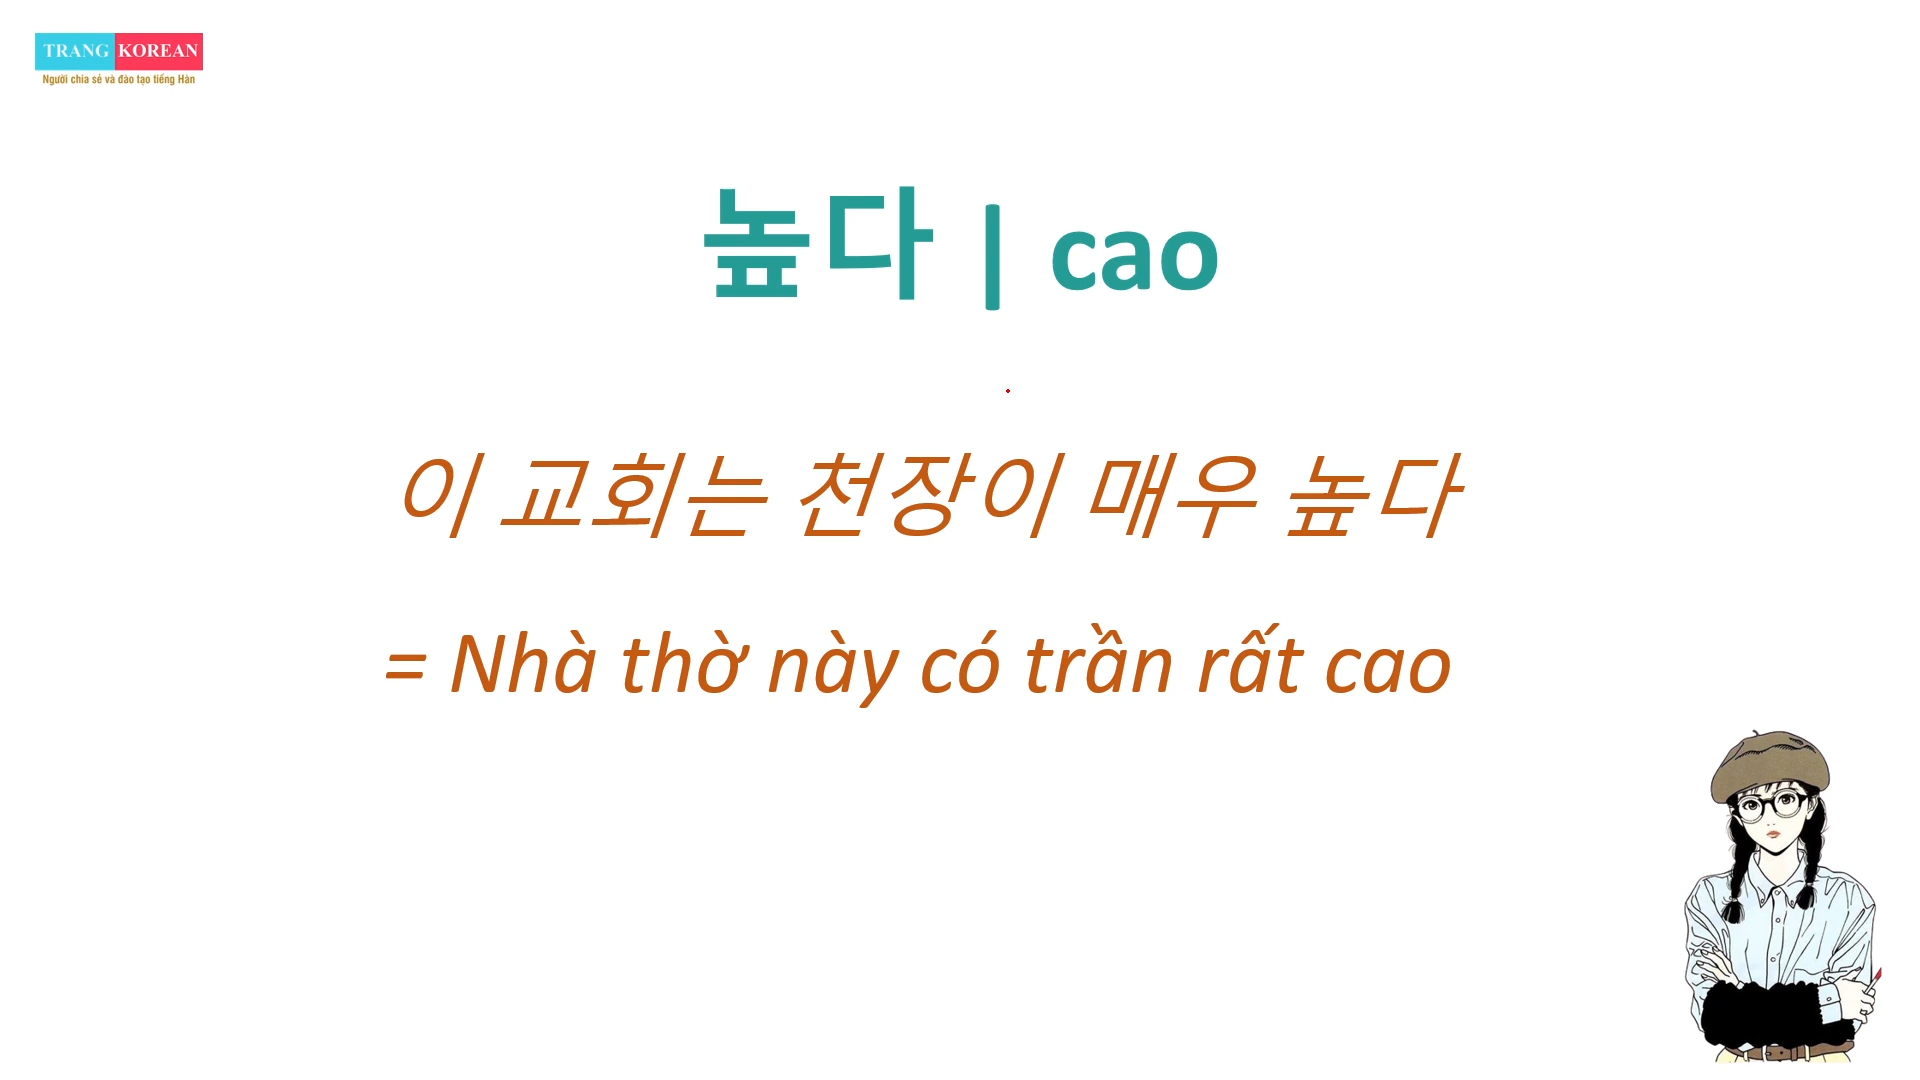 TRANG KOREAN
Người chia sẻ và đào tạo tiếng Hàn
높다 | cao
이 교회는 천장이 매우 높다
= Nhà thờ này có trần rất cao